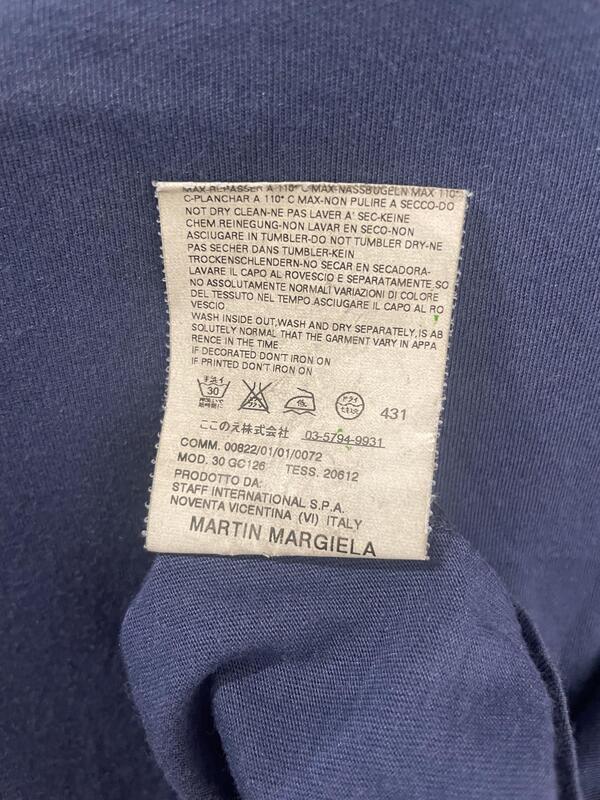 MAX-REPASSER A 110° C MAX-NASSBUGELN MAX 110°
C-PLANCHAR A 110° C MAX-NON PULIRE A SECCO-DO
NOT DRY CLEAN-NE PAS LAVER A' SEC-KEINE
CHEM.REINEGUNG-NON LAVAR EN SECO-NON
ASCIUGARE IN TUMBLER-DO NOT TUMBLER DRY-NE
PAS SECHER DANS TUMBLER-KEIN
TROCKENSCHLENDERN-NO SECAR EN SECADORA-
LAVARE IL CAPO AL ROVESCIO E SEPARATAMENTE,SO
NO ASSOLUTAMENTE NORMALI VARIAZIONI DI COLORE
DEL TESSUTO NEL TEMPO.ASCIUGARE IL CAPO AL RO
VESCIO.
WASH INSIDE OUT,WASH AND DRY SEPARATELY,IS AB
SOLUTELY NORMAL THAT THE GARMENT VARY IN APPA
RENCE IN THE TIME.
IF DECORATED DON'T IRON ON
IF PRINTED DON'T IRON ON
手洗イ 30 低 ドライ 431
ここのえ株式会社 03-5794-9931
COMM. 00822/01/01/0072
MOD. 30 GC126 TESS. 20612
PRODOTTO DA:
STAFF INTERNATIONAL S.P.A.
NOVENTA VICENTINA (VI) ITALY
MARTIN MARGIELA